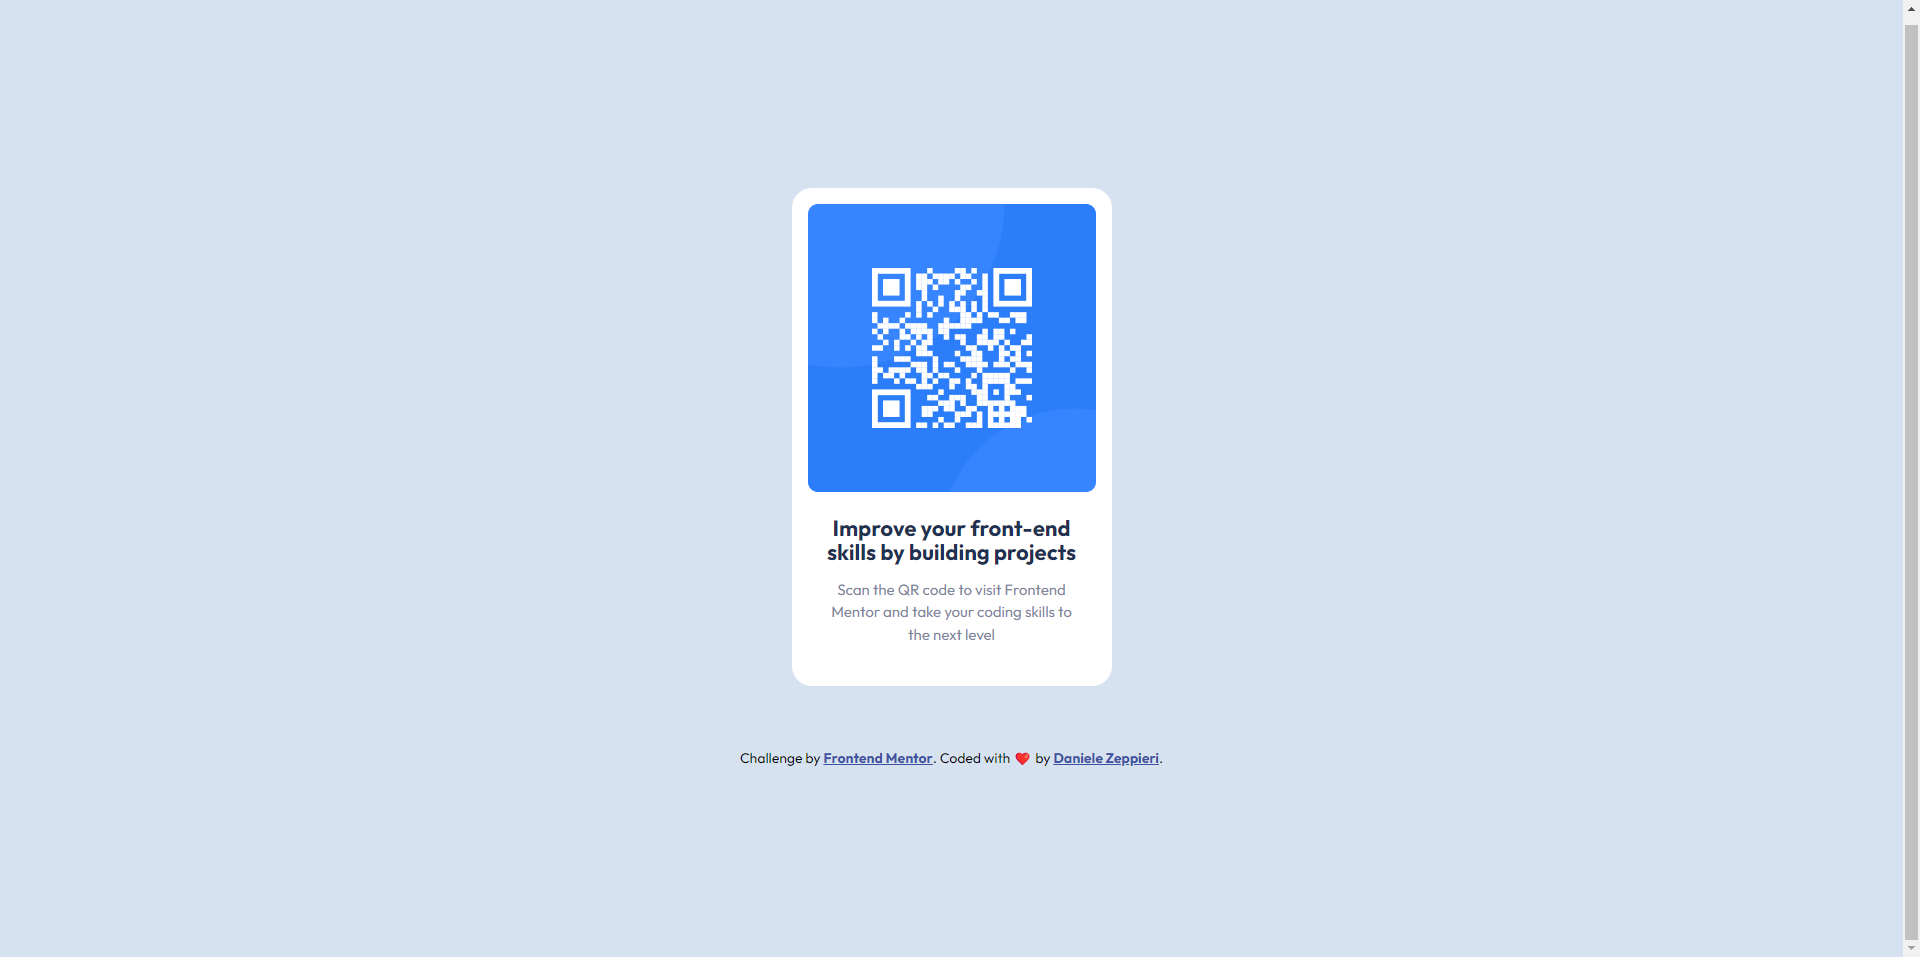 Improve your front-end
skills by building projects
Scan the QR code to visit Frontend
Mentor and take your coding skills to
the next level
Challenge by Frontend Mentor. Coded with ❤️ by Daniele Zeppieri.